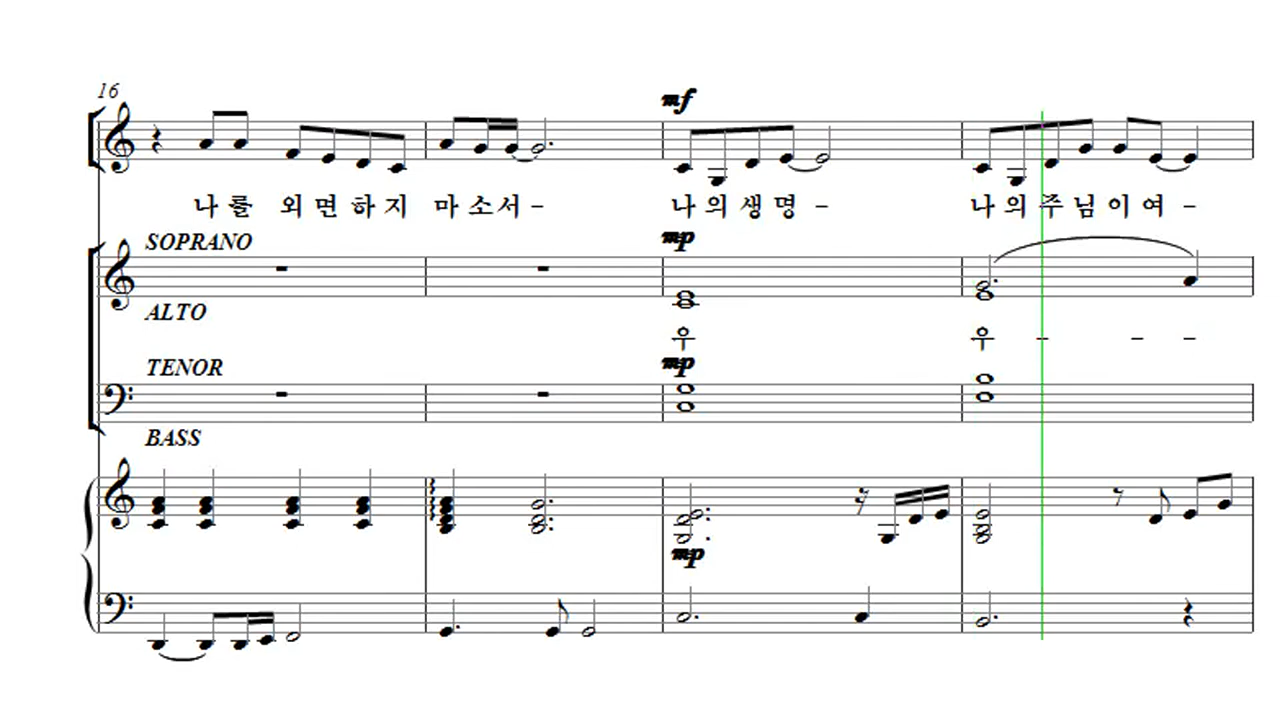 16
mf
나를 외면하지 마소서- 나의생명- 나의주님이여-
SOPRANO mp
ALTO
우 우 - - -
TENOR mp
BASS
mp